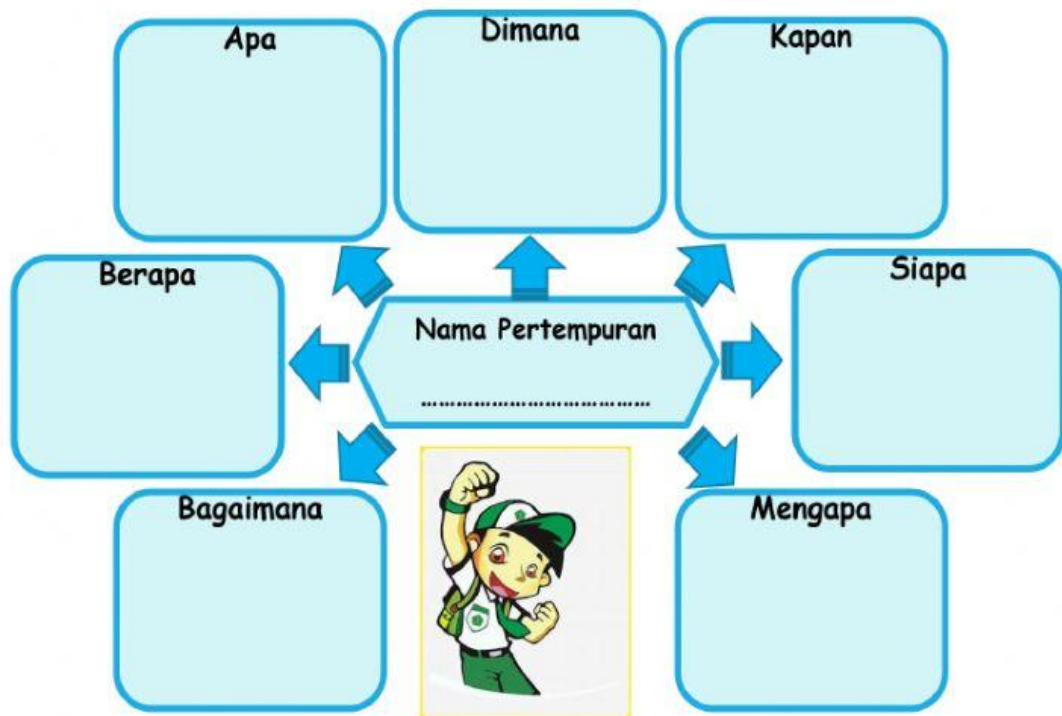 Apa
Dimana
Kapan
Berapa
Siapa
Nama Pertempuran
.......................................
Bagaimana
Mengapa